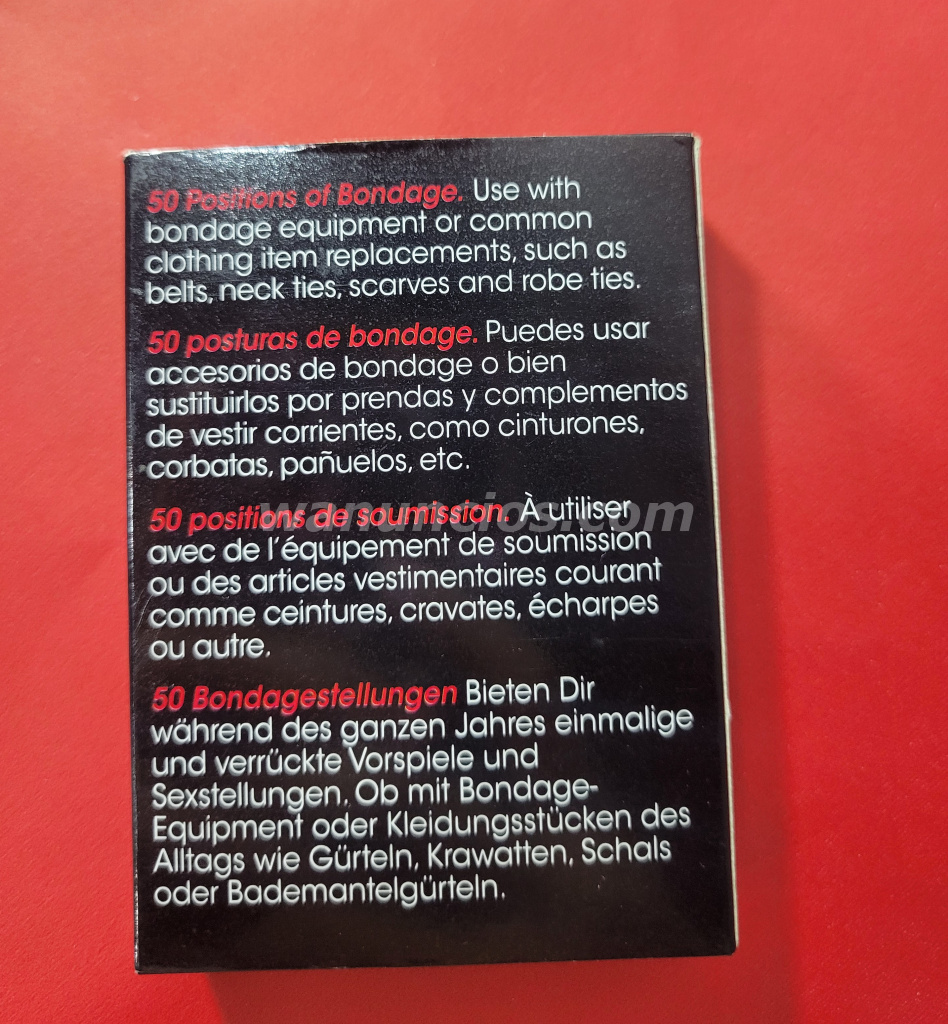 50 Positions of Bondage. Use with
bondage equipment or common
clothing item replacements, such as
belts, neck ties, scarves and robe ties.
50 posturas de bondage. Puedes usar
accesorios de bondage o bien
sustituirlos por prendas y complementos
de vestir corrientes, como cinturones,
corbatas, pañuelos, etc.
50 positions de soumission. À utiliser
wanuncios.com
avec de l'équipement de soumission
ou des articles vestimentaires courant
comme ceintures, cravates, écharpes
ou autre.
50 Bondagestellungen Bieten Dir
während des ganzen Jahres einmalige
und verrückte Vorspiele und
Sexstellungen. Ob mit Bondage-
Equipment oder Kleidungsstücken des
Alltags wie Gürteln, Krawatten, Schals
oder Bademantelgürteln.